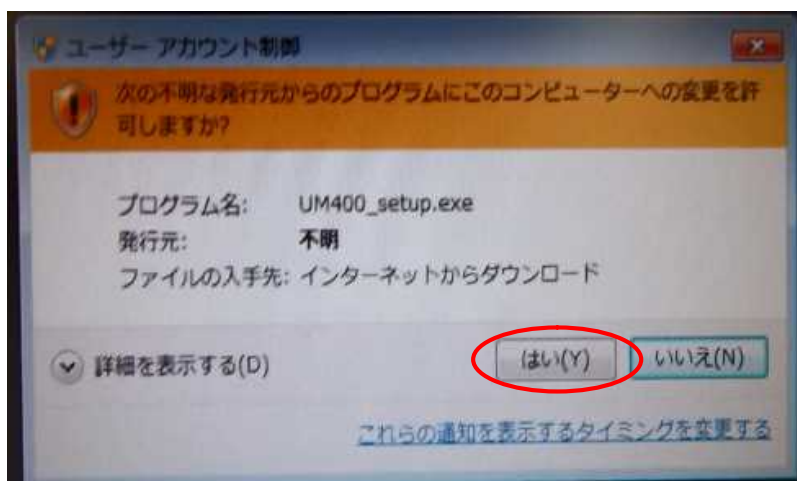 ユーザー アカウント制御
次の不明な発行元からのプログラムにこのコンピューターへの変更を許
可しますか?
プログラム名: UM400_setup.exe
発行元: 不明
ファイルの入手先: インターネットからダウンロード
詳細を表示する(D) はい(Y) いいえ(N)
これらの通知を表示するタイミングを変更する